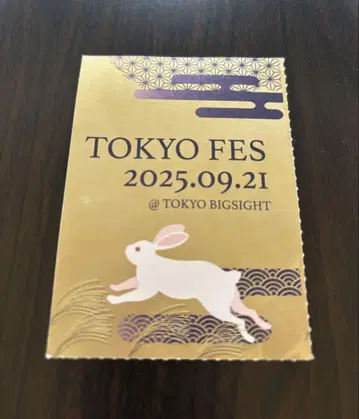 TOKYO FES
2025.09.21
@ TOKYO BIGSIGHT